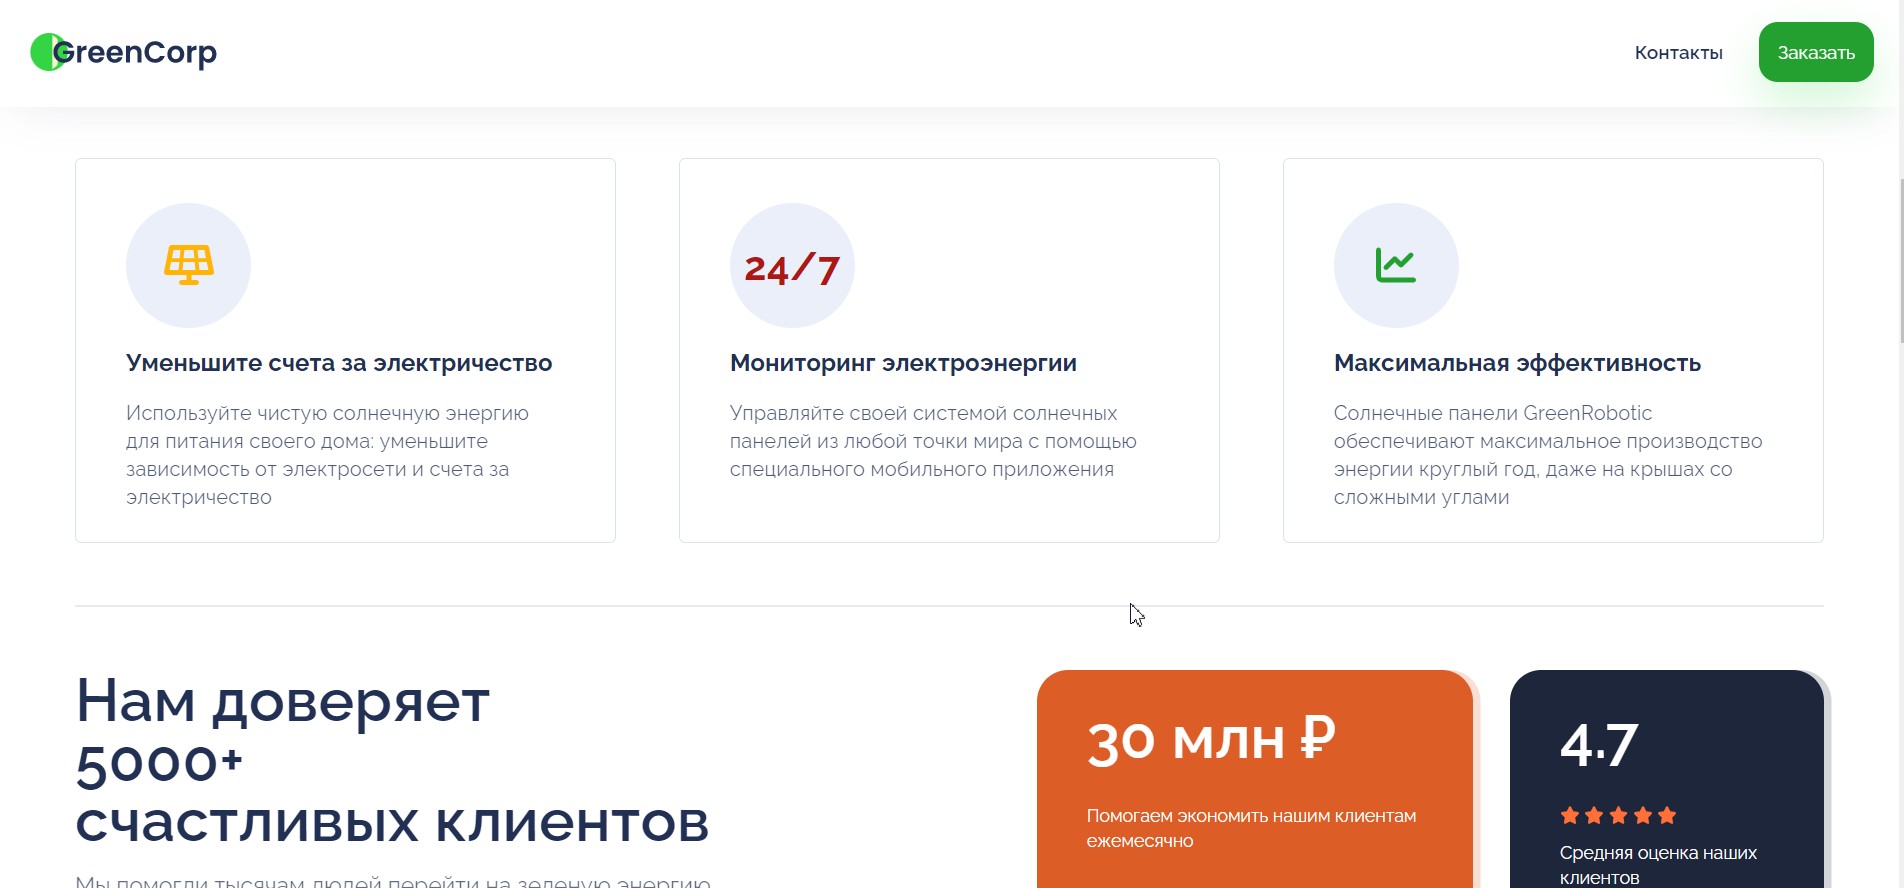 GreenCorp
Контакты
Заказать
24/7
Уменьшите счета за электричество
Используйте чистую солнечную энергию
для питания своего дома: уменьшите
зависимость от электросети и счета за
электричество
Мониторинг электроэнергии
Управляйте своей системой солнечных
панелей из любой точки мира с помощью
специального мобильного приложения
Максимальная эффективность
Солнечные панели GreenRobotic
обеспечивают максимальное производство
энергии круглый год, даже на крышах со
сложными углами
Нам доверяет
5000+
счастливых клиентов
Мы помогли тысячам людей перейти на зеленую энергию
30 млн ₽
Помогаем экономить нашим клиентам
ежемесячно
4.7
Средняя оценка наших
клиентов